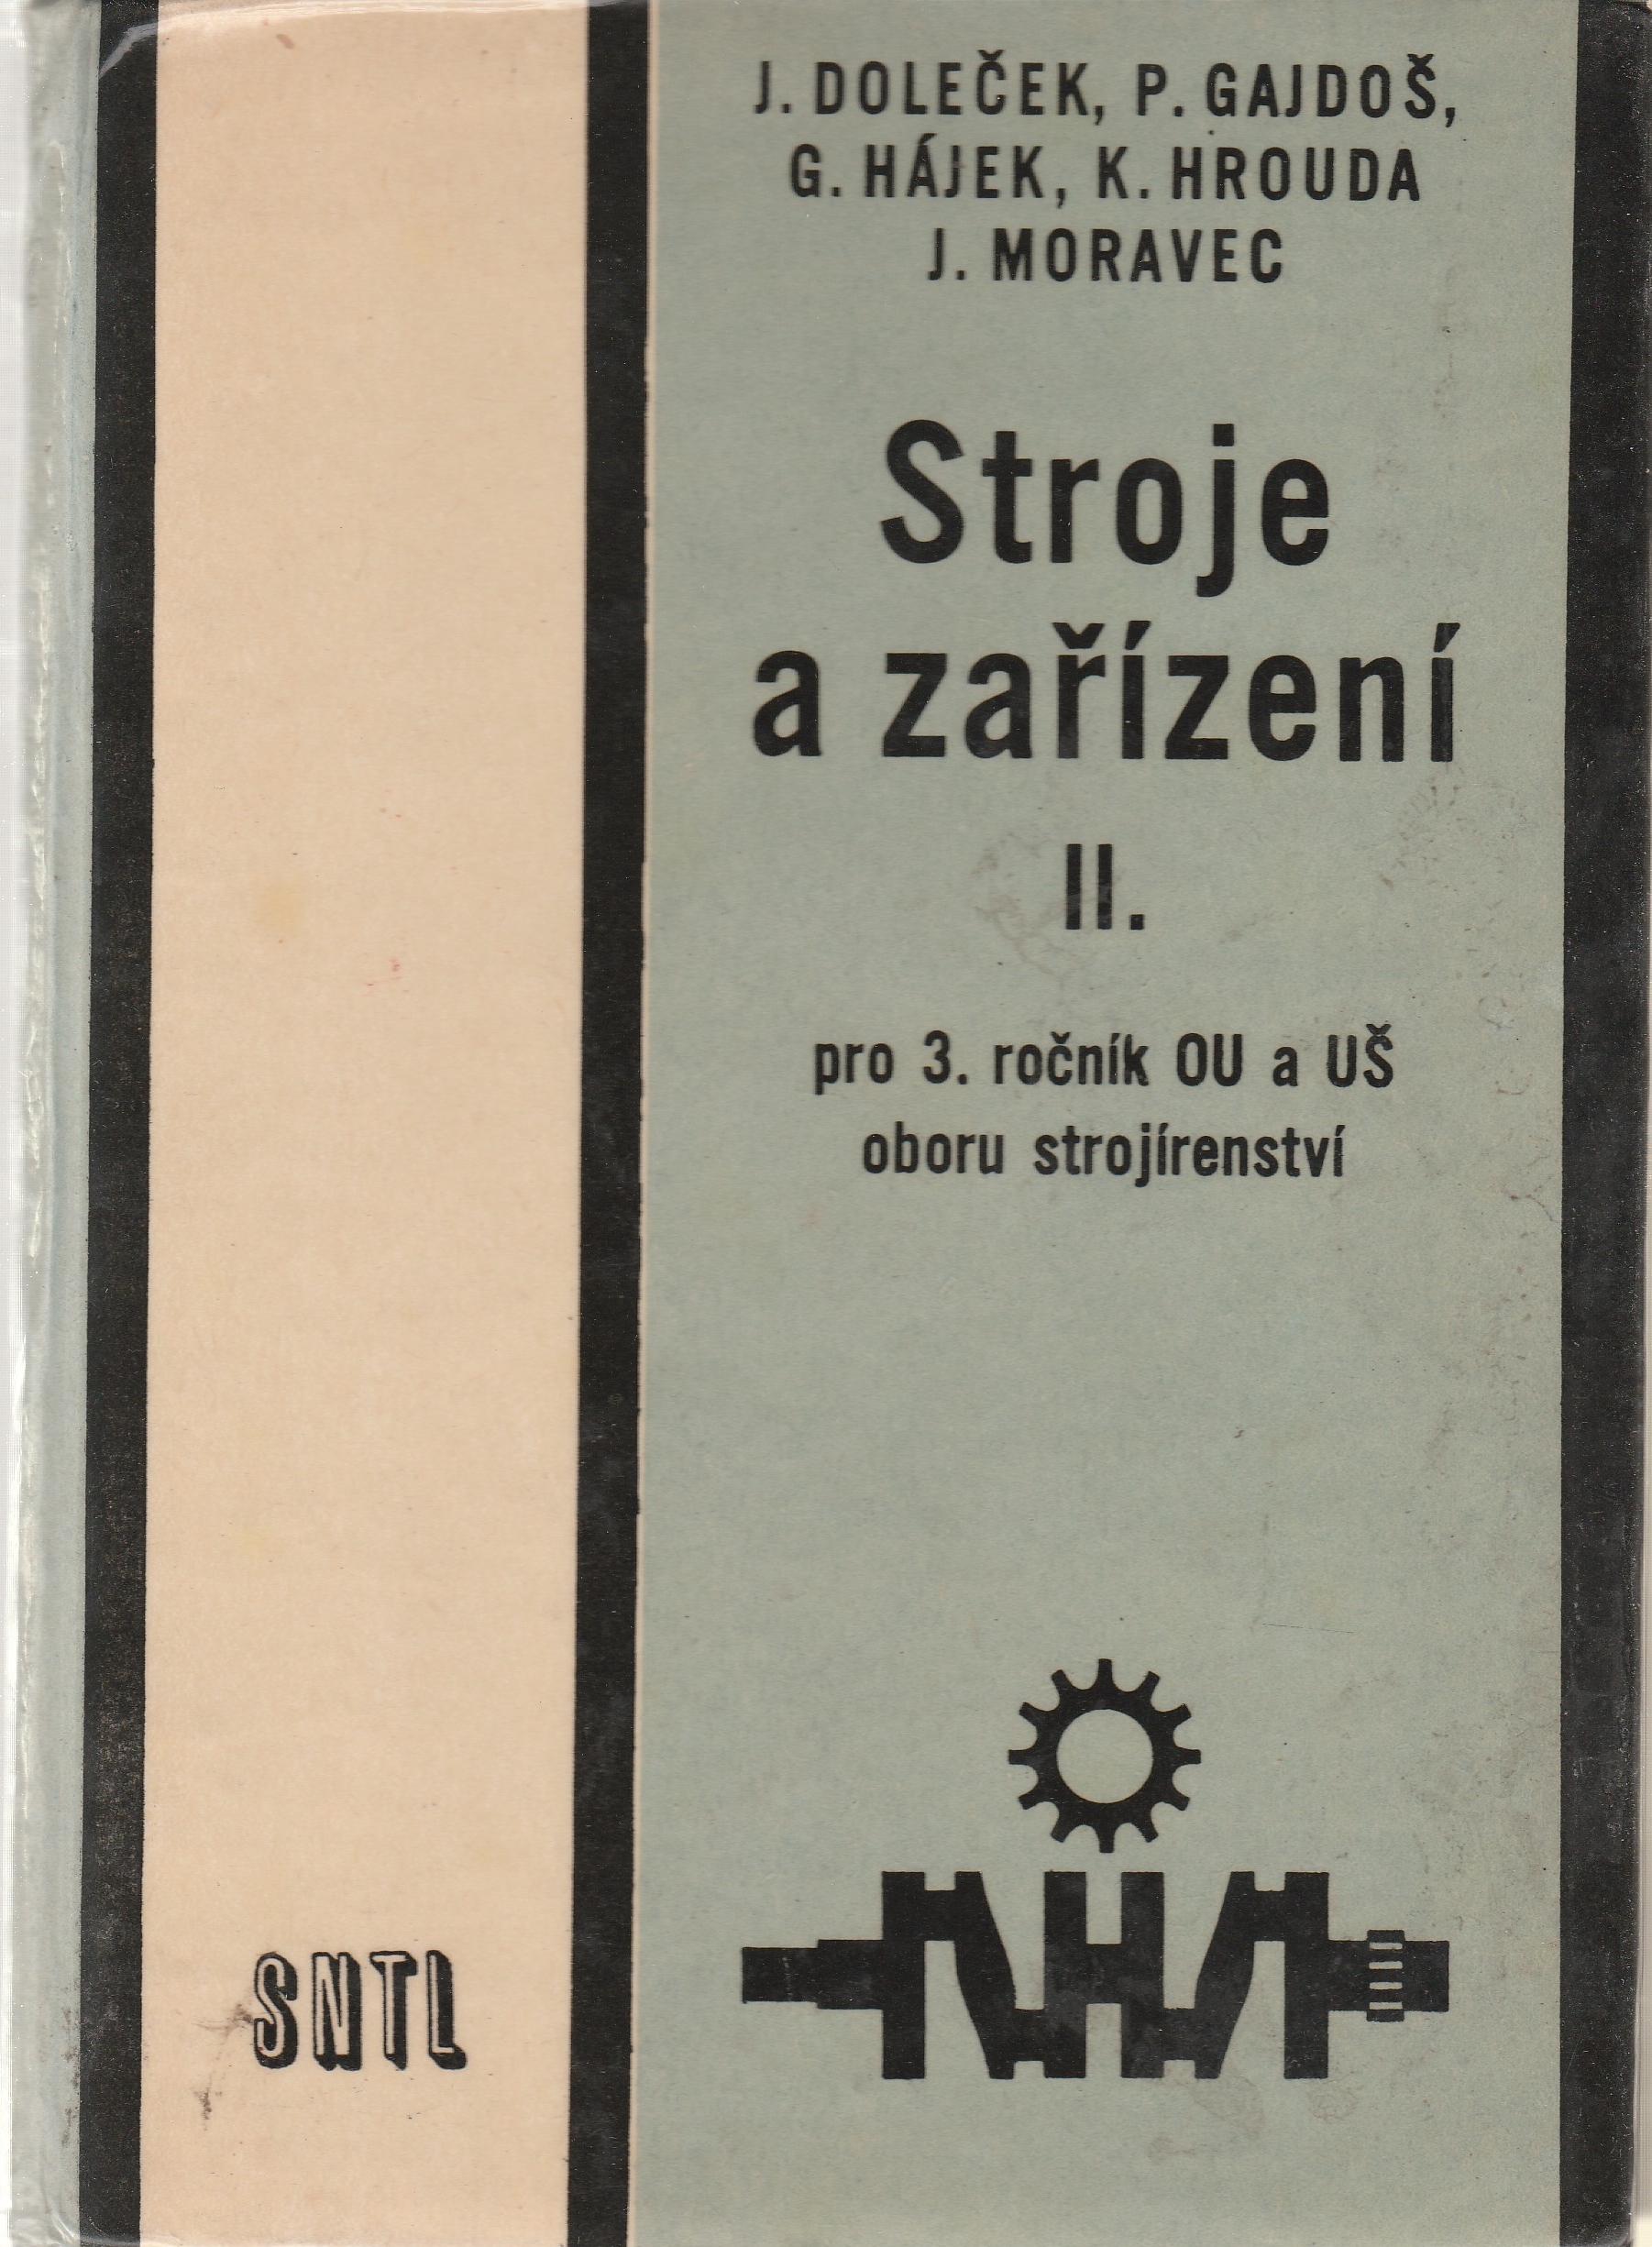 J. DOLEČEK, P. GAJDOŠ,
G. HÁJEK, K. HROUDA
J. MORAVEC
Stroje
a zařízení
II.
pro 3. ročník OU a UŠ
oboru strojírenství
SNTL